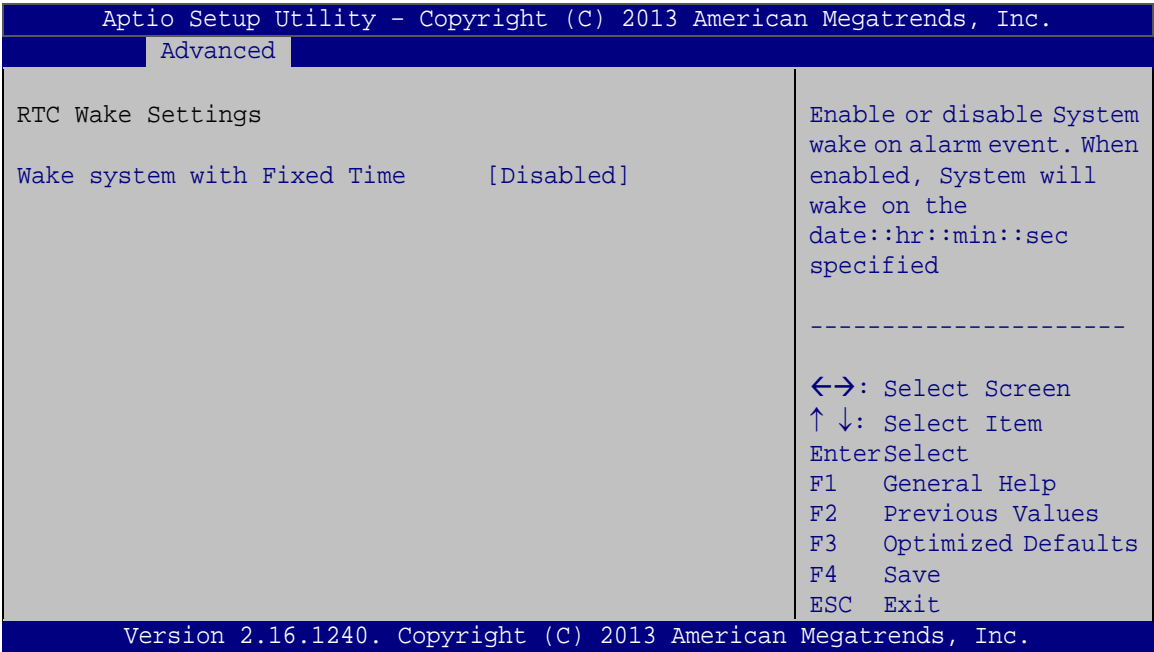 Aptio Setup Utility – Copyright (C) 2013 American Megatrends, Inc.
Advanced
RTC Wake Settings
Wake system with Fixed Time [Disabled]
Enable or disable System
wake on alarm event. When
enabled, System will
wake on the
date::hr::min::sec
specified
----------------------
←→: Select Screen
↑ ↓: Select Item
EnterSelect
F1 General Help
F2 Previous Values
F3 Optimized Defaults
F4 Save
ESC Exit
Version 2.16.1240. Copyright (C) 2013 American Megatrends, Inc.